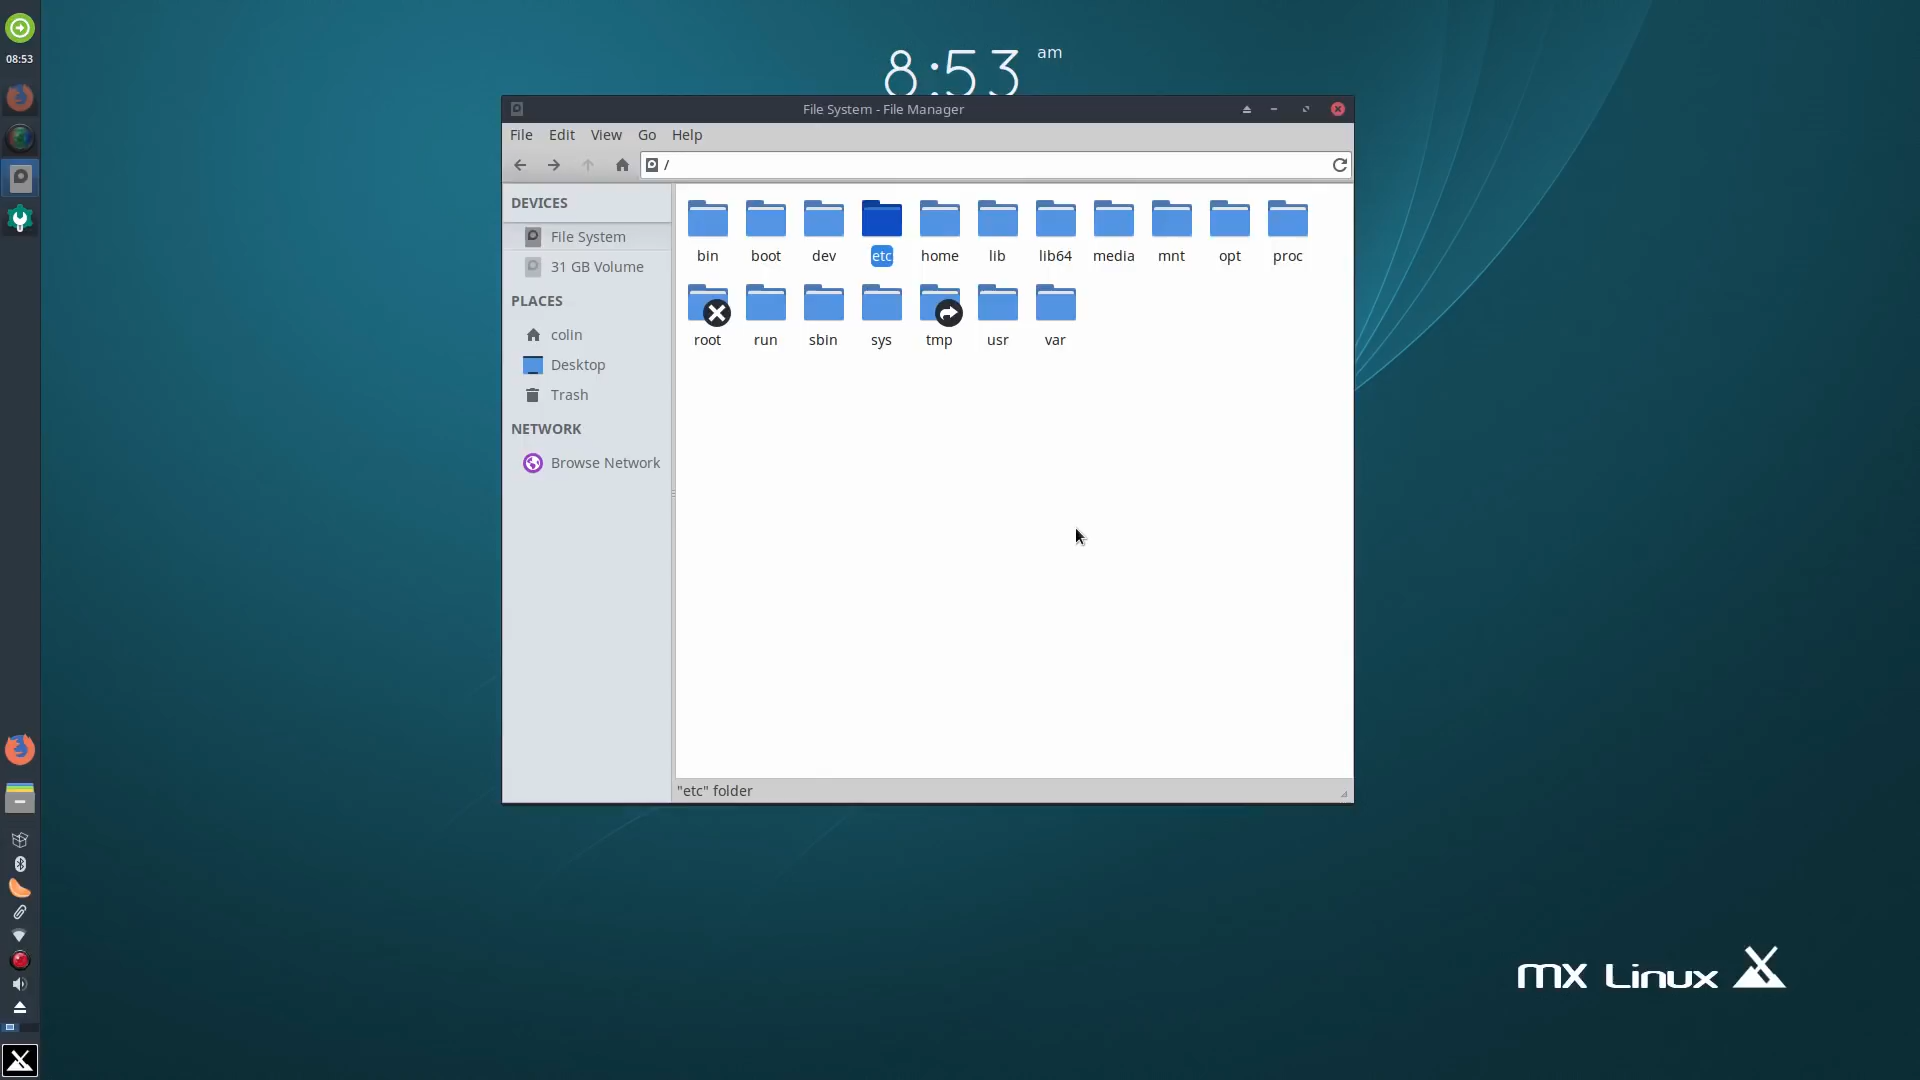 08:53
8:53 am
File System - File Manager
File Edit View Go Help
/
DEVICES
File System
31 GB Volume
PLACES
colin
Desktop
Trash
NETWORK
Browse Network
bin boot dev etc home lib lib64 media mnt opt proc
root run sbin sys tmp usr var
"etc" folder
mx Linux